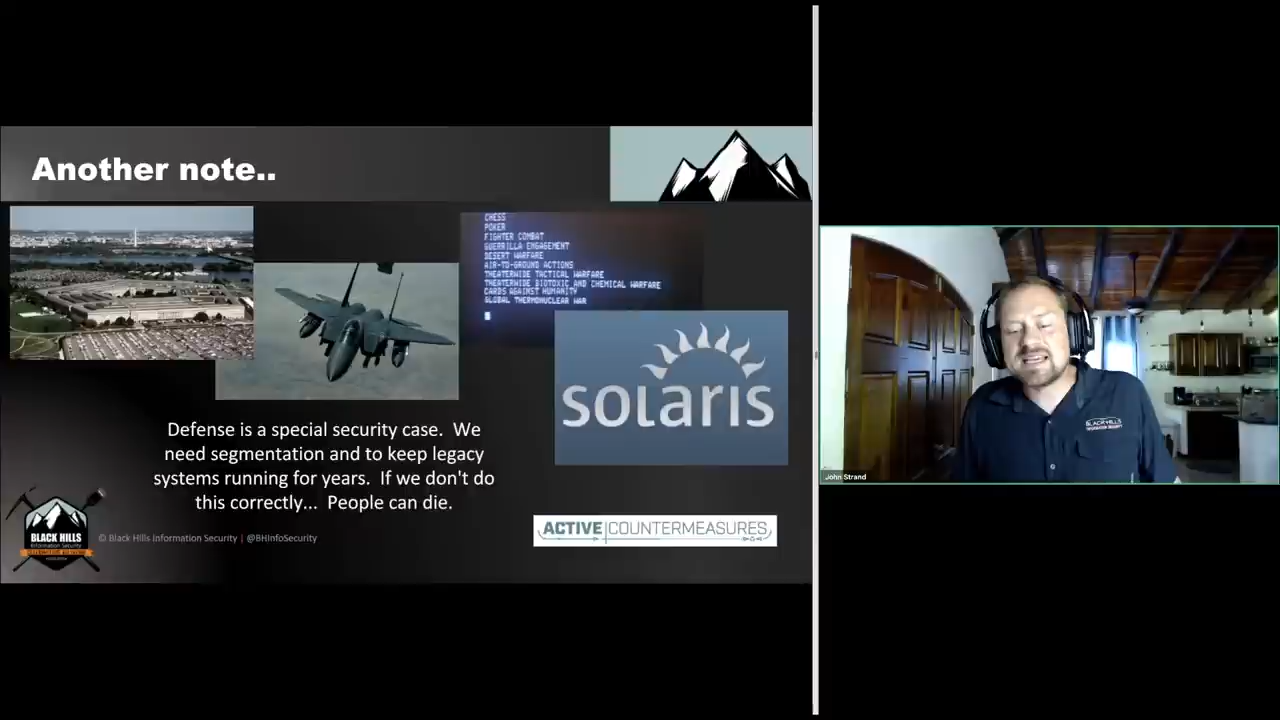 Another note..
CHESS
POKER
FIGHTER COMBAT
GUERRILLA ENGAGEMENT
DESERT WARFARE
AIR-TO-GROUND ACTIONS
THEATERWIDE TACTICAL WARFARE
THEATERWIDE BIOTOXIC AND CHEMICAL WARFARE
CARDS AGAINST HUMANITY
GLOBAL THERMONUCLEAR WAR
solaris
Defense is a special security case. We
need segmentation and to keep legacy
systems running for years. If we don't do
this correctly... People can die.
BLACK HILLS
Information Security
© Black Hills Information Security | @BHInfoSecurity
ACTIVE COUNTERMEASURES
BLACK HILLS
John Strand